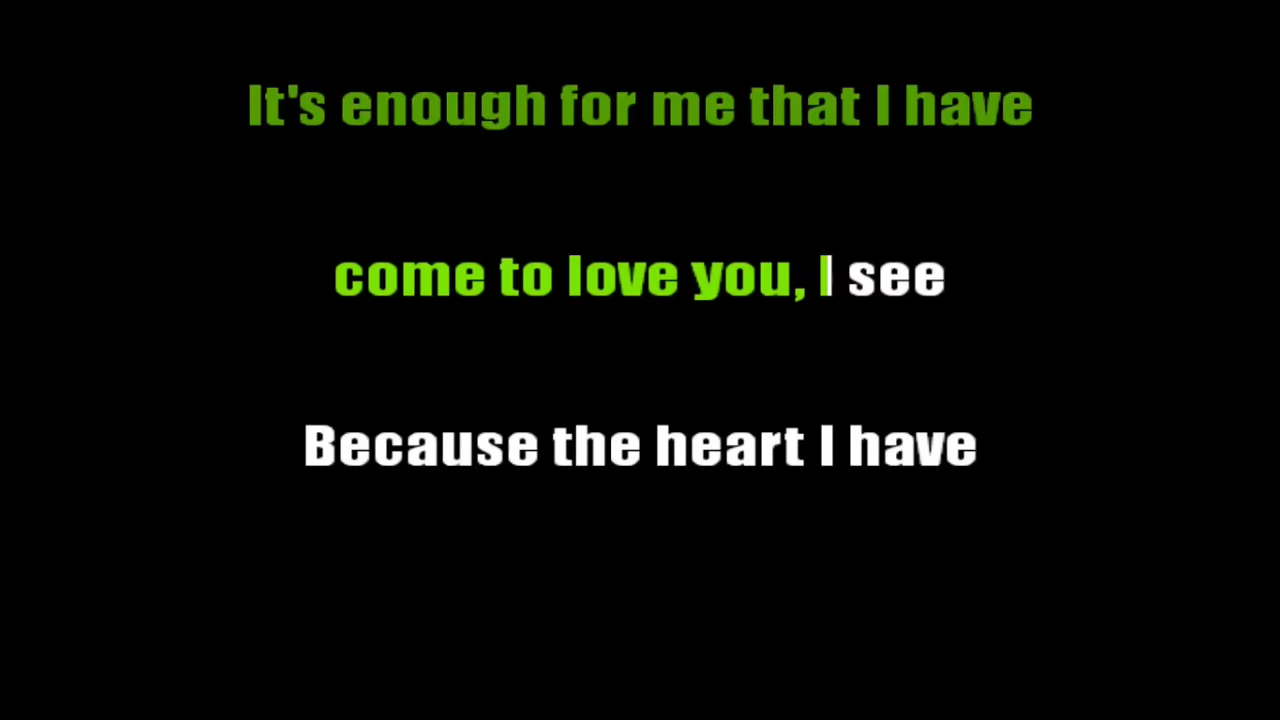 It's enough for me that I have
come to love you, I see
Because the heart I have